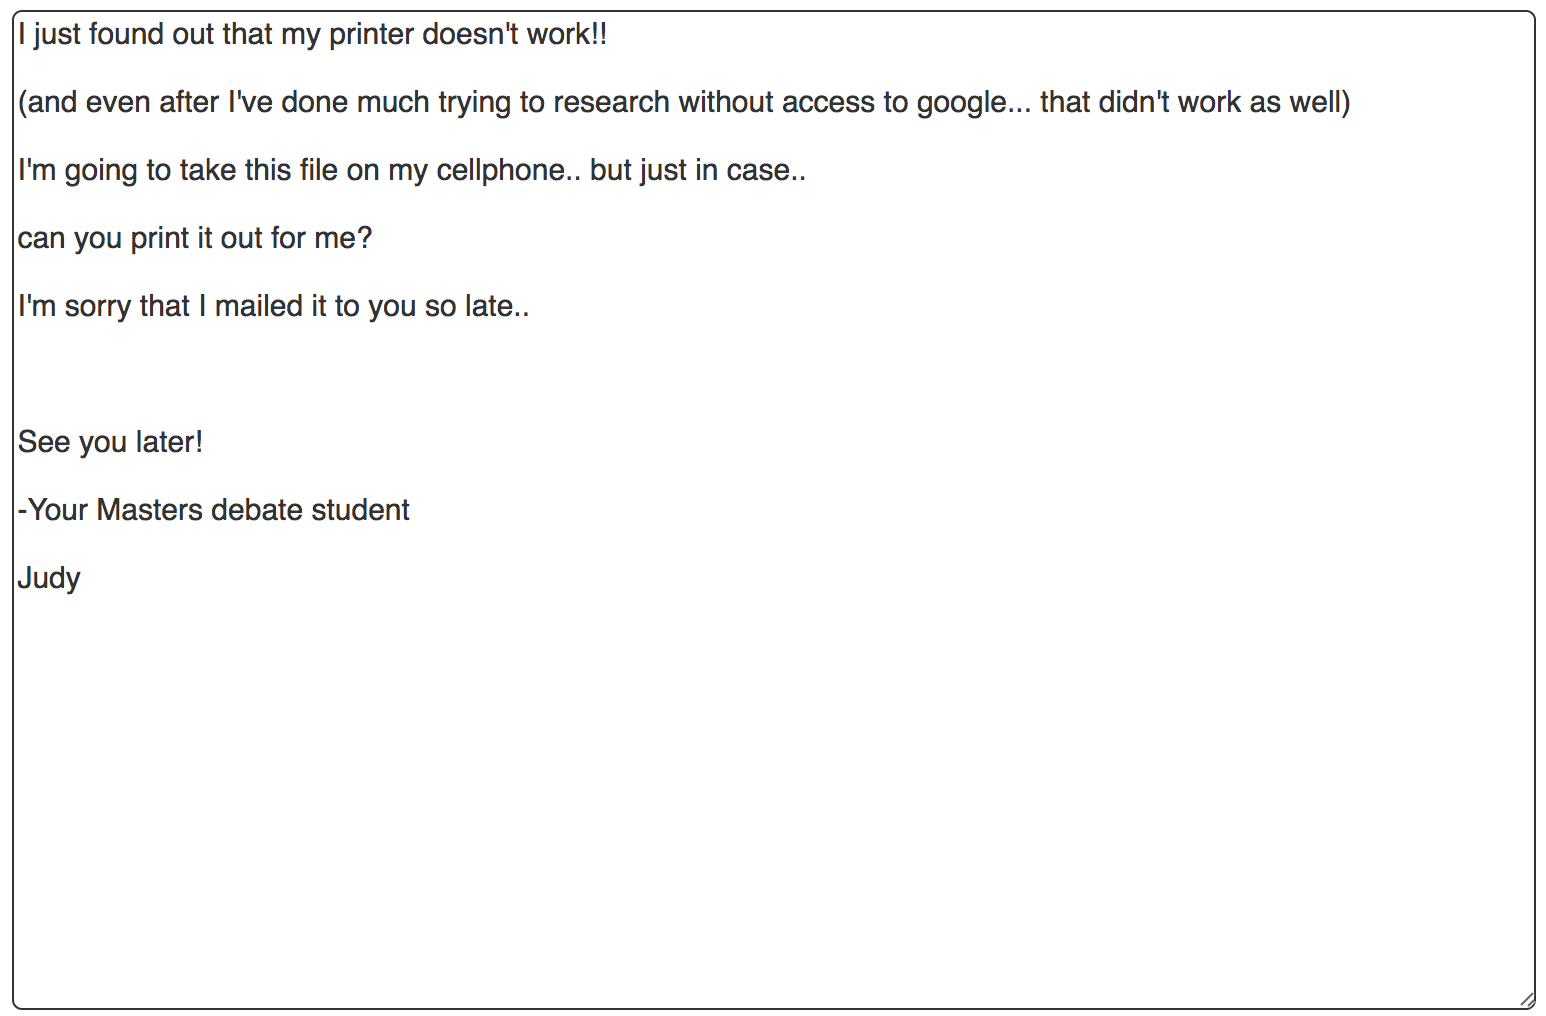 I just found out that my printer doesn't work!!
(and even after I've done much trying to research without access to google... that didn't work as well)
I'm going to take this file on my cellphone.. but just in case..
can you print it out for me?
I'm sorry that I mailed it to you so late..
See you later!
-Your Masters debate student
Judy